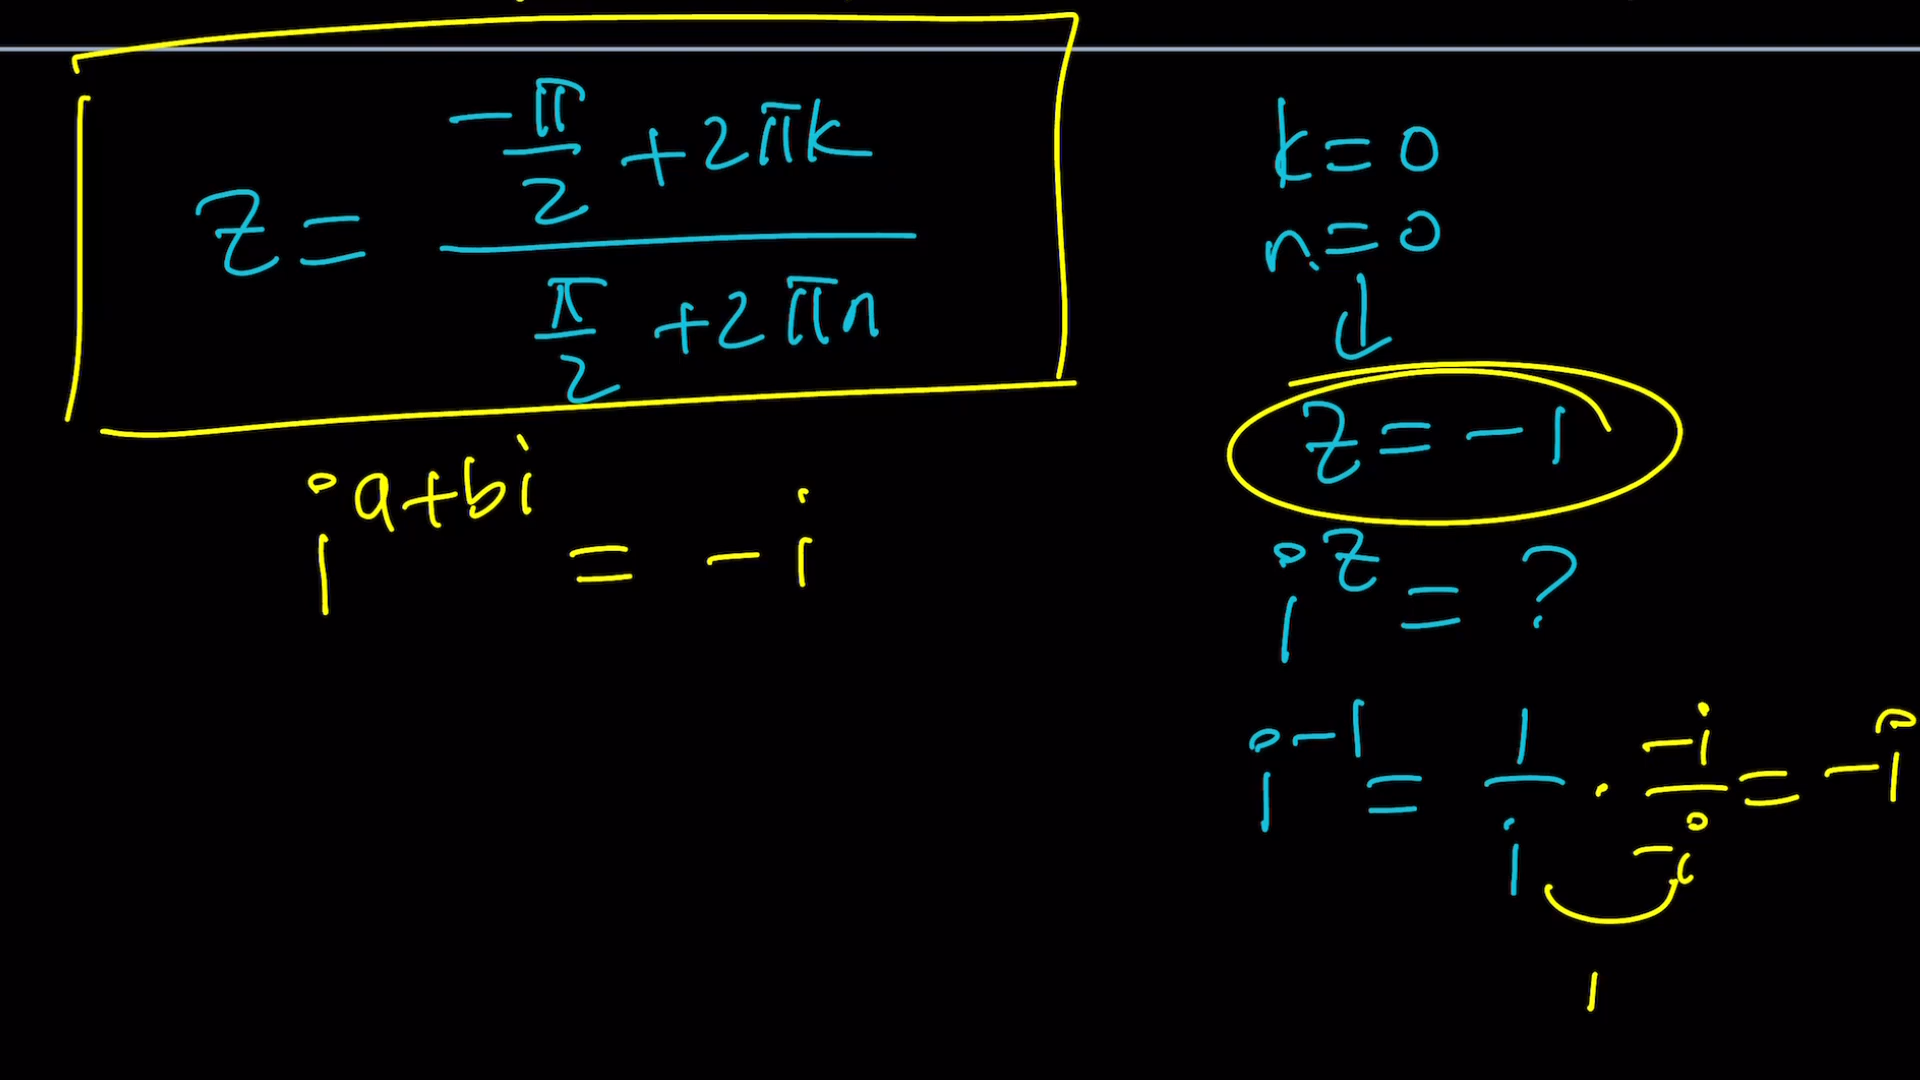 z = (-π/2 + 2πk) / (π/2 + 2πn)
i^(a+bi) = -i
k = 0
n = 0
↓
z = -1
i^z = ?
i^(-1) = 1/i · -i/-i = -i
1